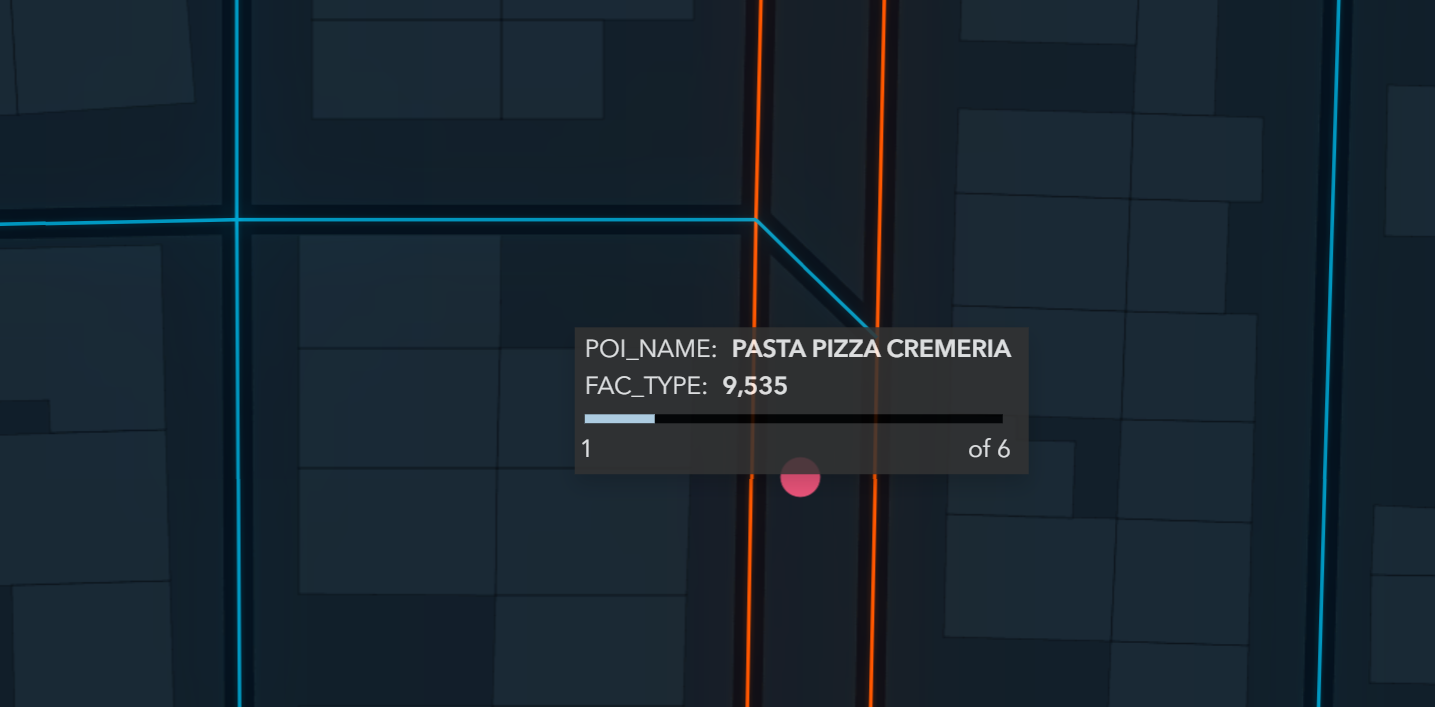 POI_NAME: PASTA PIZZA CREMERIA
FAC_TYPE: 9,535
1 of 6